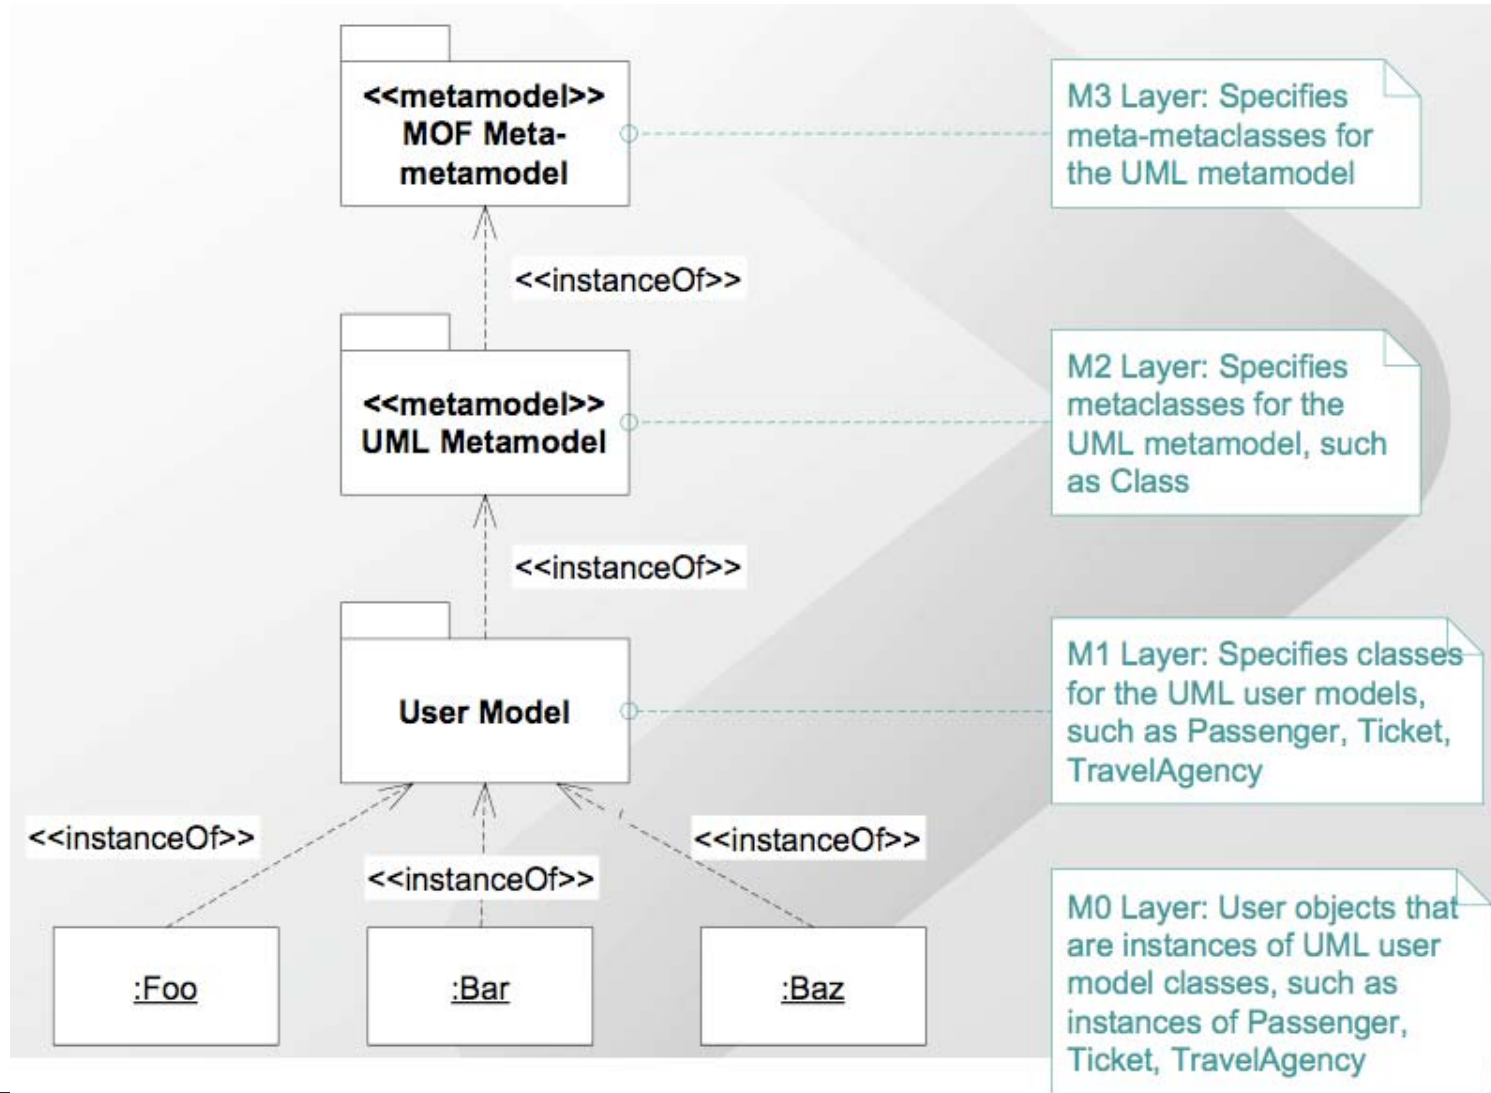 <<metamodel>>
MOF Meta-
metamodel
M3 Layer: Specifies
meta-metaclasses for
the UML metamodel
<<instanceOf>>
<<metamodel>>
UML Metamodel
M2 Layer: Specifies
metaclasses for the
UML metamodel, such
as Class
<<instanceOf>>
User Model
M1 Layer: Specifies classes
for the UML user models,
such as Passenger, Ticket,
TravelAgency
<<instanceOf>>
<<instanceOf>>
<<instanceOf>>
:Foo
:Bar
:Baz
M0 Layer: User objects that
are instances of UML user
model classes, such as
instances of Passenger,
Ticket, TravelAgency